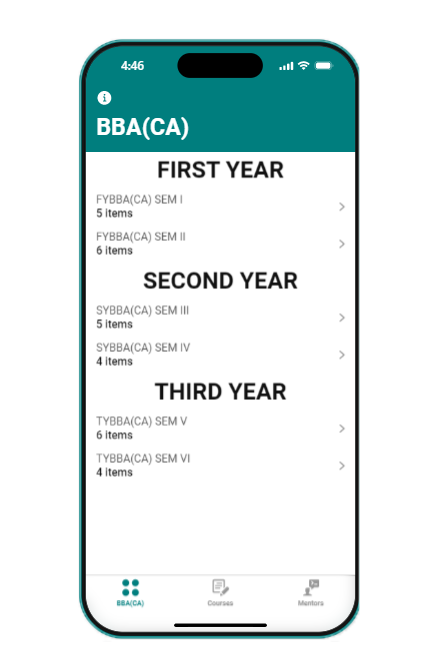 4:46
BBA(CA)
FIRST YEAR
FYBBA(CA) SEM I
5 items
FYBBA(CA) SEM II
6 items
SECOND YEAR
SYBBA(CA) SEM III
5 items
SYBBA(CA) SEM IV
4 items
THIRD YEAR
TYBBA(CA) SEM V
6 items
TYBBA(CA) SEM VI
4 items
BBA(CA) Courses Mentors